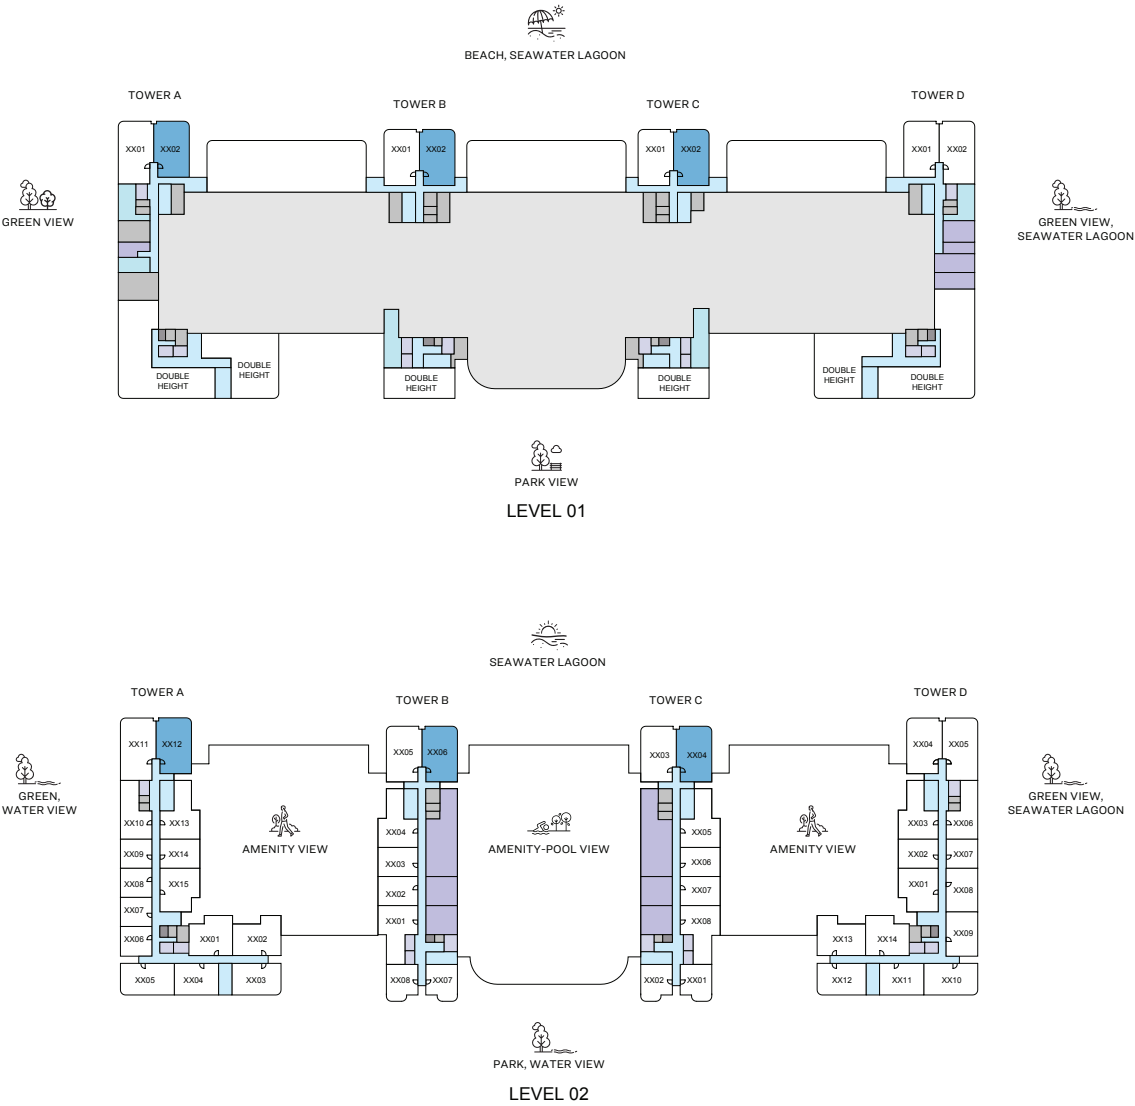 BEACH, SEAWATER LAGOON
TOWER A
TOWER B
TOWER C
TOWER D
XX01
XX02
XX01
XX02
XX01
XX02
XX01
XX02
GREEN VIEW
GREEN VIEW,
SEAWATER LAGOON
DOUBLE
HEIGHT
DOUBLE
HEIGHT
DOUBLE
HEIGHT
DOUBLE
HEIGHT
DOUBLE
HEIGHT
DOUBLE
HEIGHT
PARK VIEW
LEVEL 01
SEAWATER LAGOON
TOWER A
TOWER B
TOWER C
TOWER D
XX11
XX12
XX05
XX06
XX03
XX04
XX04
XX05
GREEN,
WATER VIEW
GREEN VIEW,
SEAWATER LAGOON
XX10
XX13
XX04
XX05
XX03
XX06
AMENITY VIEW
AMENITY-POOL VIEW
AMENITY VIEW
XX09
XX14
XX03
XX06
XX02
XX07
XX08
XX15
XX02
XX07
XX01
XX08
XX07
XX01
XX08
XX06
XX01
XX02
XX13
XX14
XX09
XX05
XX04
XX03
XX08
XX07
XX02
XX01
XX12
XX11
XX10
PARK, WATER VIEW
LEVEL 02